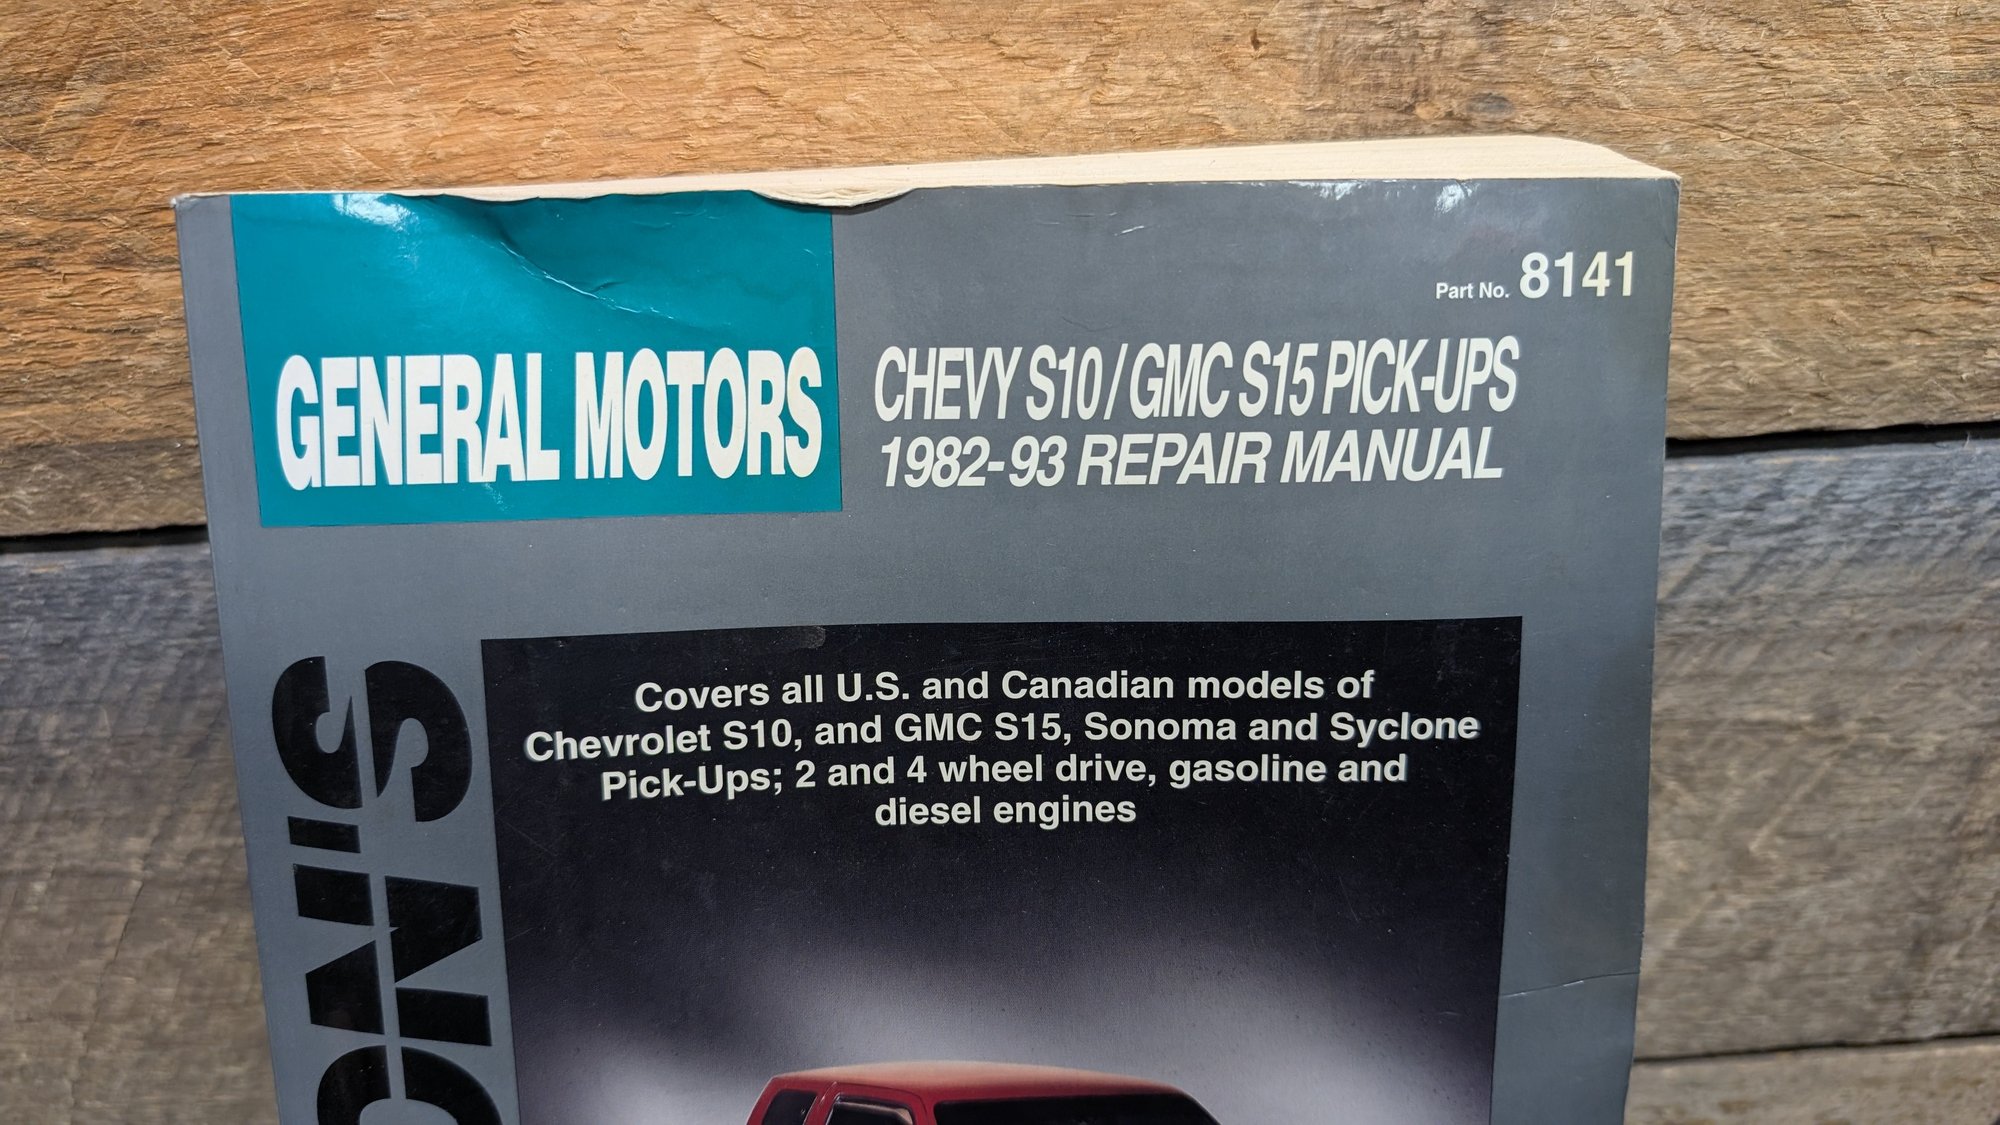 Part No. 8141
GENERAL MOTORS
CHEVY S10/GMC S15 PICK-UPS
1982-93 REPAIR MANUAL
Covers all U.S. and Canadian models of
Chevrolet S10, and GMC S15, Sonoma and Syclone
Pick-Ups; 2 and 4 wheel drive, gasoline and
diesel engines